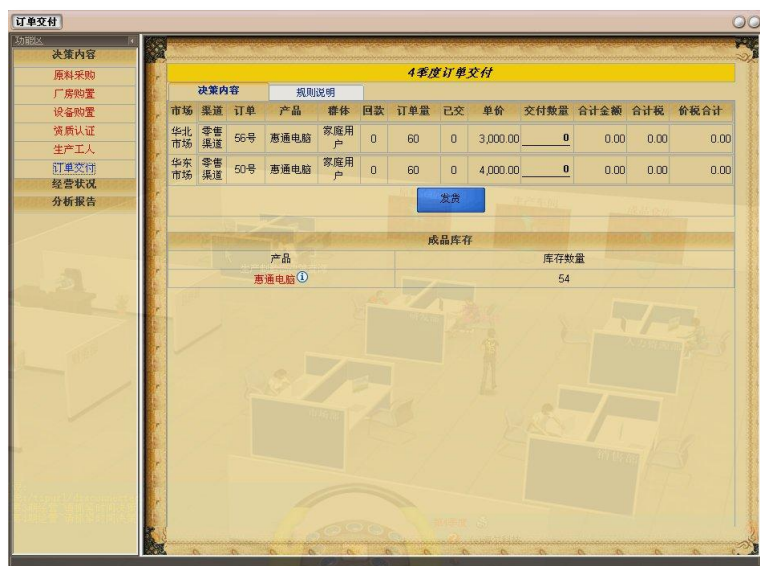 订单交付
功能区
决策内容
原料采购
厂房购置
设备购置
资质认证
生产工人
订单交付
经营状况
分析报告
4季度订单交付
决策内容 规则说明
市场 渠道 订单 产品 群体 回款 订单量 已交 单价 交付数量 合计金额 合计税 价税合计
华北市场 零售渠道 56号 惠通电脑 家庭用户 0 60 0 3,000.00 0 0.00 0.00 0.00
华东市场 零售渠道 50号 惠通电脑 家庭用户 0 60 0 4,000.00 0 0.00 0.00 0.00
发货
成品库存
产品 库存数量
惠通电脑 54